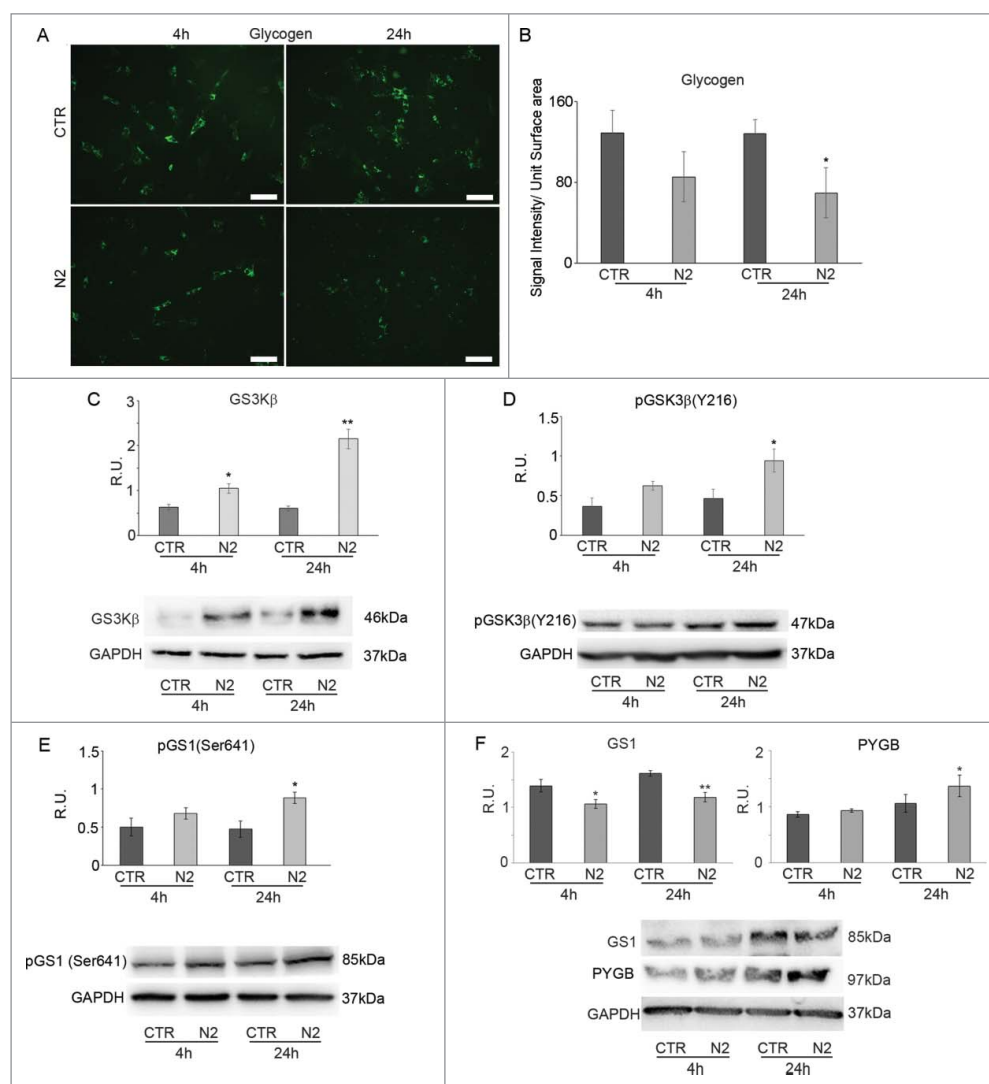 A
4h Glycogen 24h
CTR
N2
B
Glycogen
Signal Intensity/ Unit Surface area
160
80
0
CTR N2 CTR N2
4h 24h
*
C
GS3Kβ
R.U.
3
2
1
0
* **
CTR N2 CTR N2
4h 24h
GS3Kβ 46kDa
GAPDH 37kDa
CTR N2 CTR N2
4h 24h
D
pGSK3β(Y216)
R.U.
1.5
1
0.5
0
*
CTR N2 CTR N2
4h 24h
pGSK3β(Y216) 47kDa
GAPDH 37kDa
CTR N2 CTR N2
4h 24h
E
pGS1(Ser641)
R.U.
1.5
1
0.5
0
*
CTR N2 CTR N2
4h 24h
pGS1 (Ser641) 85kDa
GAPDH 37kDa
CTR N2 CTR N2
4h 24h
F
GS1
R.U.
2
1
0
* **
CTR N2 CTR N2
4h 24h
PYGB
R.U.
2
1
0
*
CTR N2 CTR N2
4h 24h
GS1 85kDa
PYGB 97kDa
GAPDH 37kDa
CTR N2 CTR N2
4h 24h